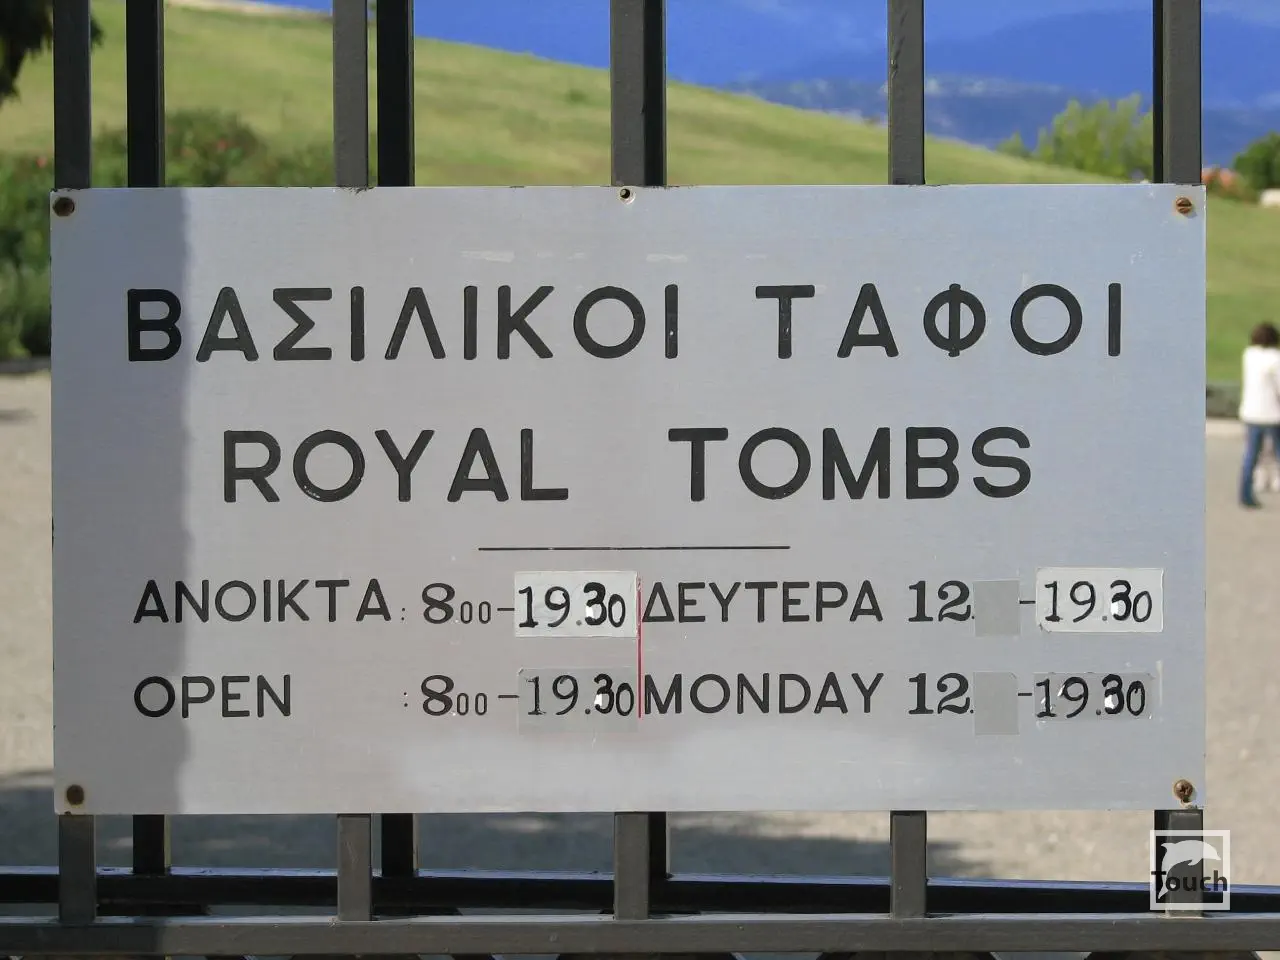 ΒΑΣΙΛΙΚΟΙ ΤΑΦΟΙ
ROYAL TOMBS
ΑΝΟΙΚΤΑ: 8.00-19.30 ΔΕΥΤΕΡΑ 12. -19.30
OPEN : 8.00-19.30 MONDAY 12. -19.30
Touch